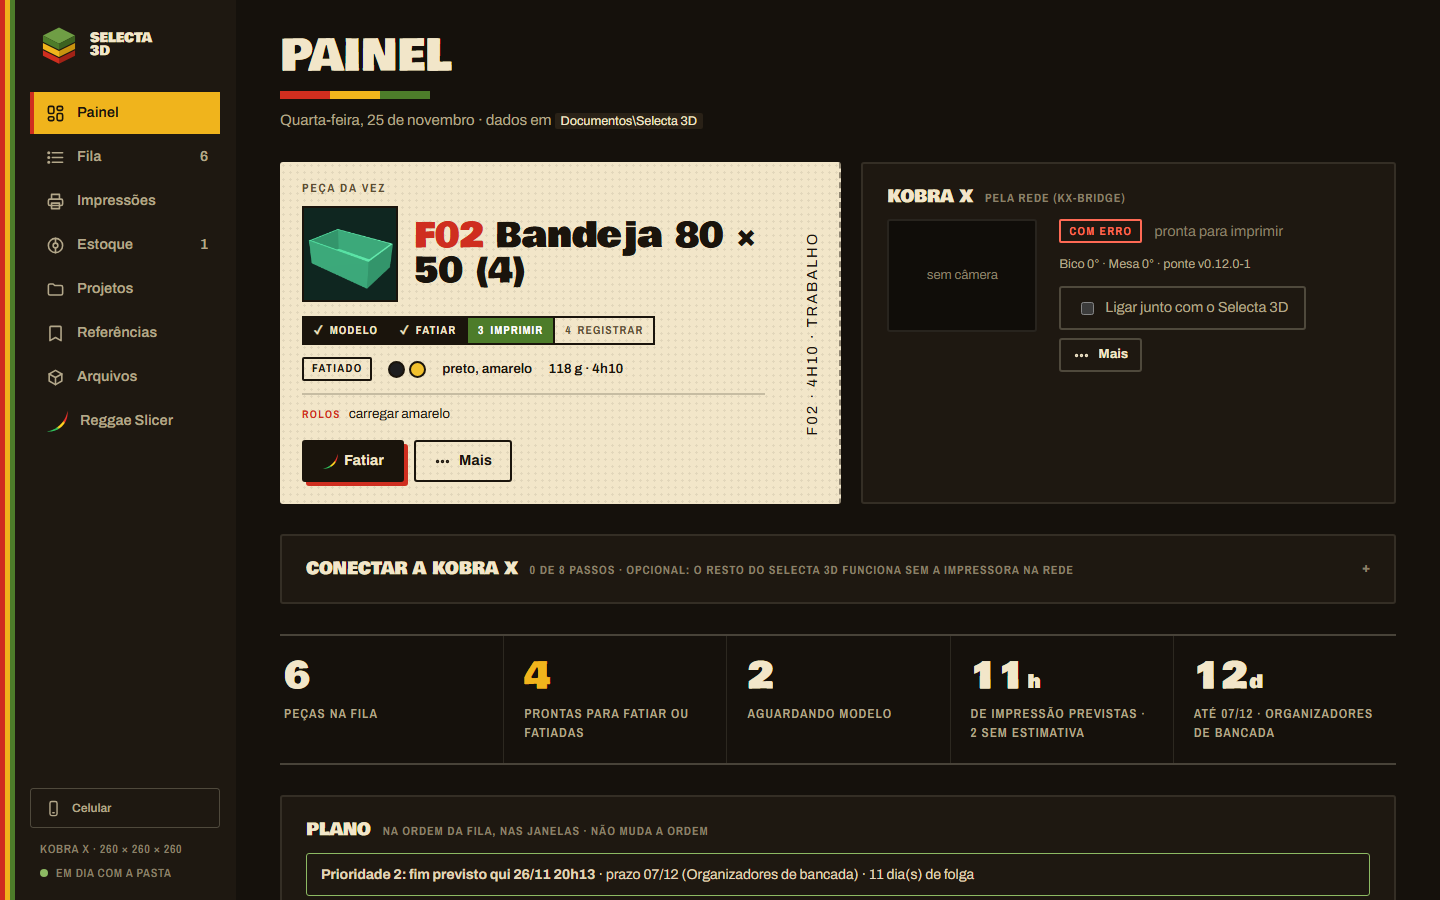 SELECTA
3D
Painel
Fila 6
Impressões
Estoque 1
Projetos
Referências
Arquivos
Reggae Slicer
Celular
KOBRA X · 260 × 260 × 260
EM DIA COM A PASTA
PAINEL
Quarta-feira, 25 de novembro · dados em Documentos\Selecta 3D
PEÇA DA VEZ
F02 Bandeja 80 ×
50 (4)
✓ MODELO ✓ FATIAR 3 IMPRIMIR 4 REGISTRAR
FATIADO preto, amarelo 118 g · 4h10
ROLOS carregar amarelo
Fatiar ••• Mais
F02 · 4H10 · TRABALHO
KOBRA X PELA REDE (KX-BRIDGE)
sem câmera
COM ERRO pronta para imprimir
Bico 0° · Mesa 0° · ponte v0.12.0-1
Ligar junto com o Selecta 3D
••• Mais
CONECTAR A KOBRA X 0 DE 8 PASSOS · OPCIONAL: O RESTO DO SELECTA 3D FUNCIONA SEM A IMPRESSORA NA REDE +
6
PEÇAS NA FILA
4
PRONTAS PARA FATIAR OU
FATIADAS
2
AGUARDANDO MODELO
11h
DE IMPRESSÃO PREVISTAS ·
2 SEM ESTIMATIVA
12d
ATÉ 07/12 · ORGANIZADORES
DE BANCADA
PLANO NA ORDEM DA FILA, NAS JANELAS · NÃO MUDA A ORDEM
Prioridade 2: fim previsto qui 26/11 20h13 · prazo 07/12 (Organizadores de bancada) · 11 dia(s) de folga